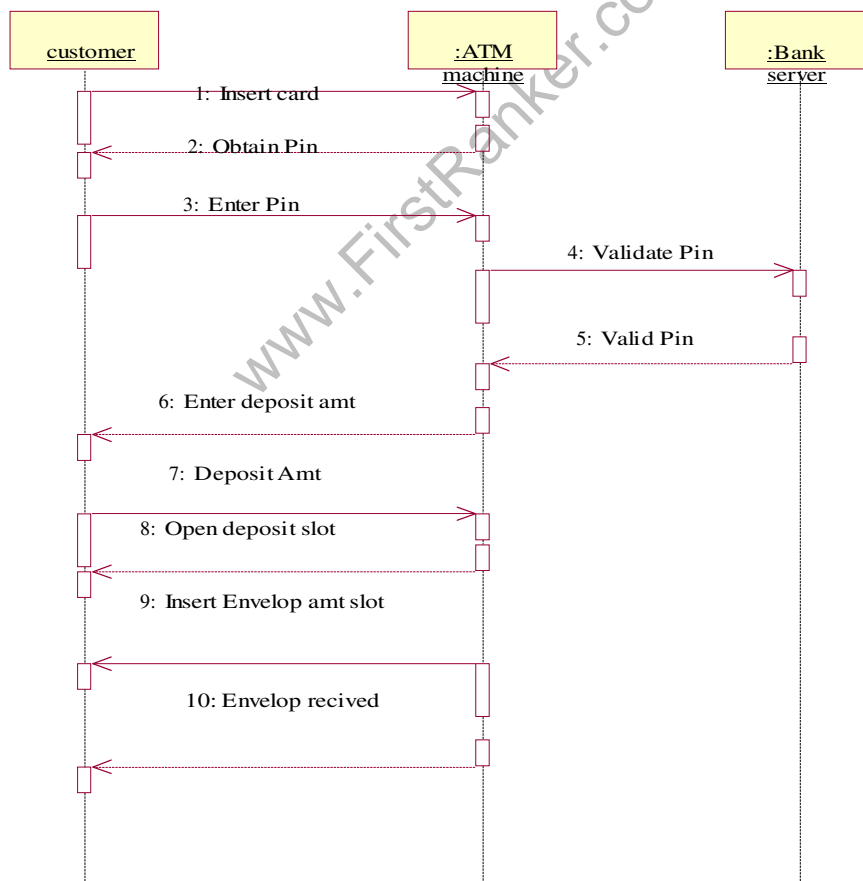 customer
:ATM
machine
:Bank
server
1: Insert card
2: Obtain Pin
3: Enter Pin
4: Validate Pin
5: Valid Pin
6: Enter deposit amt
7: Deposit Amt
8: Open deposit slot
9: Insert Envelop amt slot
10: Envelop recived
www.FirstRanker.co